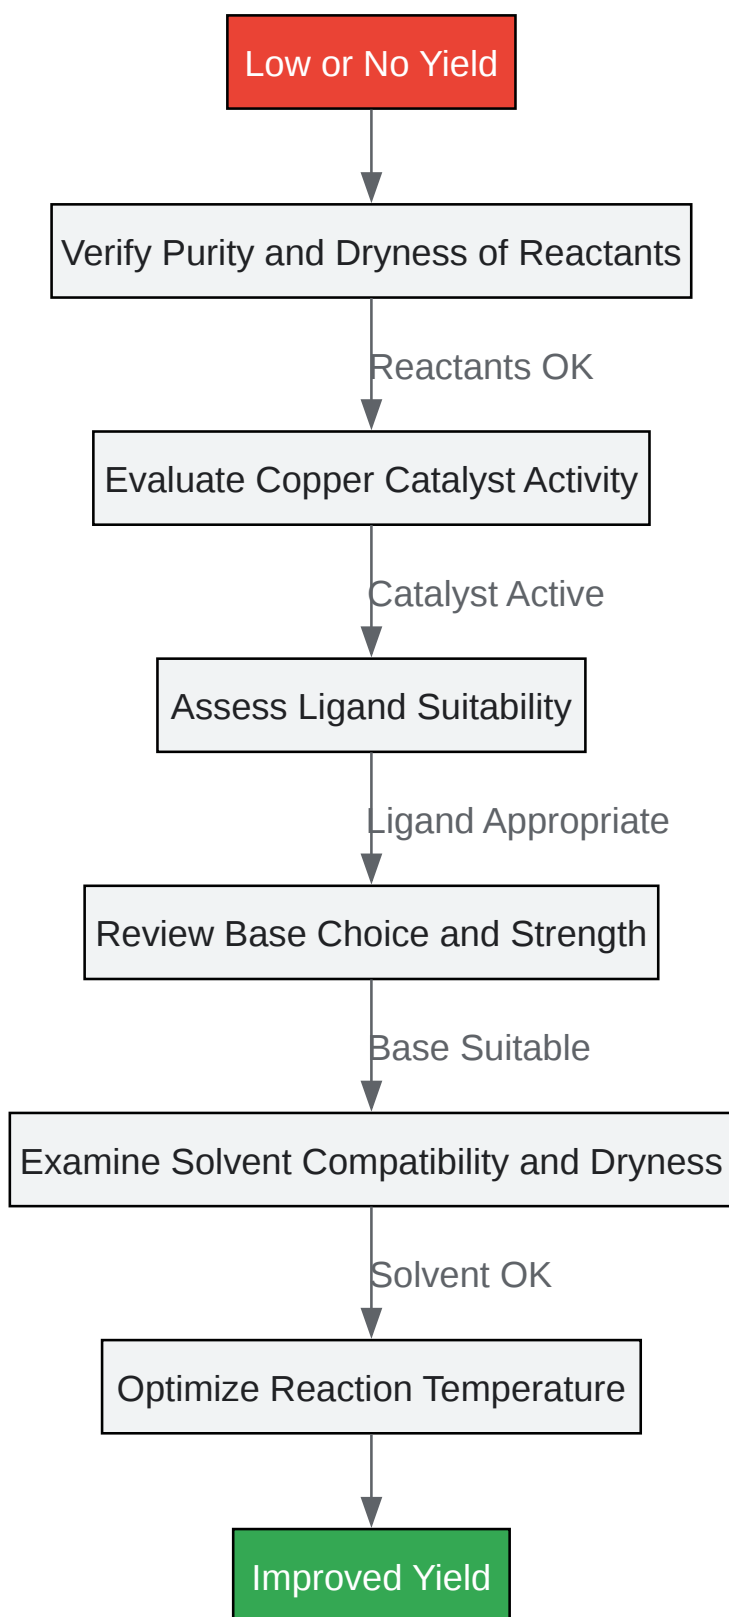 Low or No Yield
Verify Purity and Dryness of Reactants
Reactants OK
Evaluate Copper Catalyst Activity
Catalyst Active
Assess Ligand Suitability
Ligand Appropriate
Review Base Choice and Strength
Base Suitable
Examine Solvent Compatibility and Dryness
Solvent OK
Optimize Reaction Temperature
Improved Yield